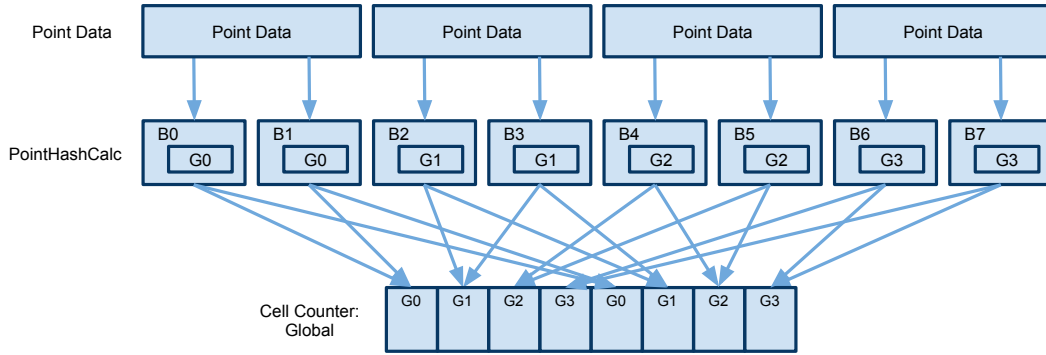 Point Data
Point Data
Point Data
Point Data
Point Data
PointHashCalc
B0
G0
B1
G0
B2
G1
B3
G1
B4
G2
B5
G2
B6
G3
B7
G3
Cell Counter:
Global
G0
G1
G2
G3
G0
G1
G2
G3